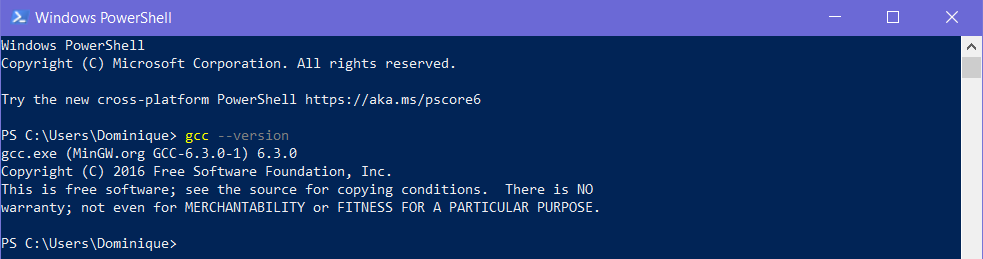 Windows PowerShell
Windows PowerShell
Copyright (C) Microsoft Corporation. All rights reserved.
Try the new cross-platform PowerShell https://aka.ms/pscore6
PS C:\Users\Dominique> gcc --version
gcc.exe (MinGW.org GCC-6.3.0-1) 6.3.0
Copyright (C) 2016 Free Software Foundation, Inc.
This is free software; see the source for copying conditions.  There is NO
warranty; not even for MERCHANTABILITY or FITNESS FOR A PARTICULAR PURPOSE.
PS C:\Users\Dominique>